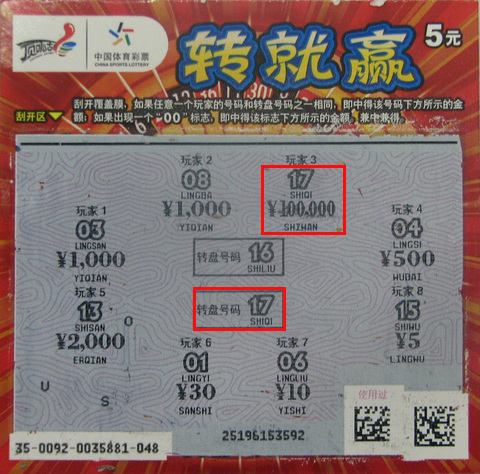 顶呱刮
中国体育彩票
CHINA SPORTS LOTTERY
转就赢
5元
刮开覆盖膜，如果任意一个玩家的号码和转盘号码之一相同，即中得该号码下方所示的金
刮开区
额；如果出现一个“00”标志，即中得该标志下方所示的金额。兼中兼得。
玩家 2
08
LINGBA
¥1,000
YIQIAN
玩家 3
17
SHIQI
¥100,000
SHIWAN
玩家 1
03
LINGSAN
¥1,000
YIQIAN
玩家 4
04
LINGSI
¥500
WUBAI
转盘号码 16
SHILIU
转盘号码 17
SHIQI
玩家 5
13
SHISAN
¥2,000
ERQIAN
玩家 8
15
SHIWU
¥5
LINGWU
玩家 6
01
LINGYI
¥30
SANSHI
玩家 7
06
LINGLIU
¥10
YISHI
O
U
S
使用过
35-0092-0035881-048
25196153592